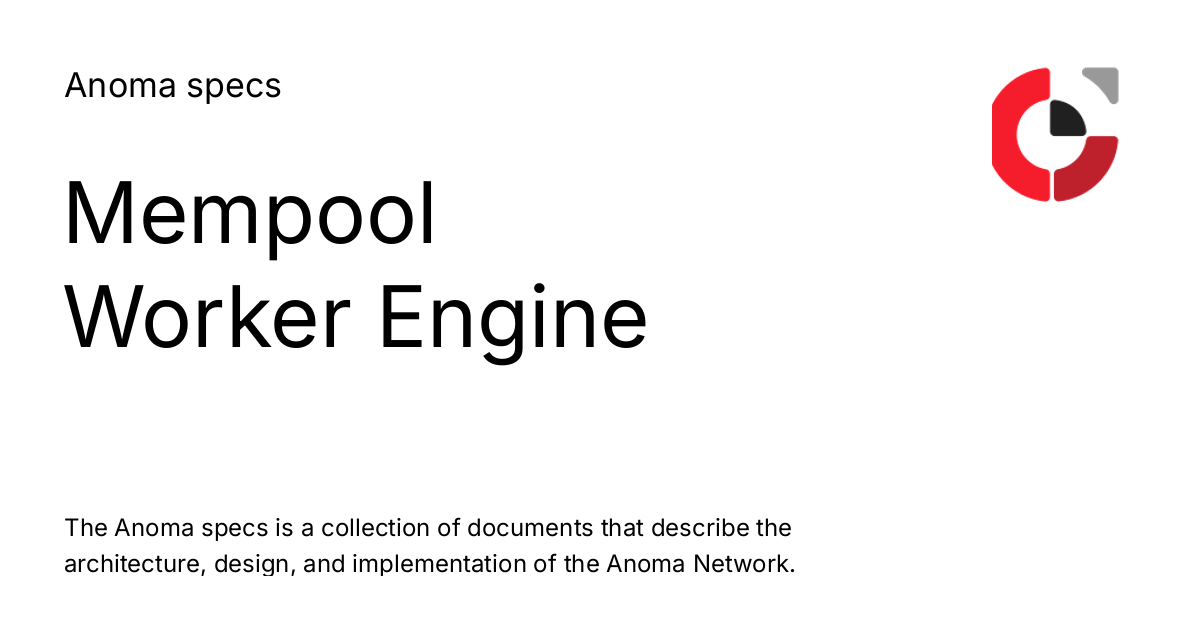 Anoma specs
Mempool
Worker Engine
The Anoma specs is a collection of documents that describe the
architecture, design, and implementation of the Anoma Network.